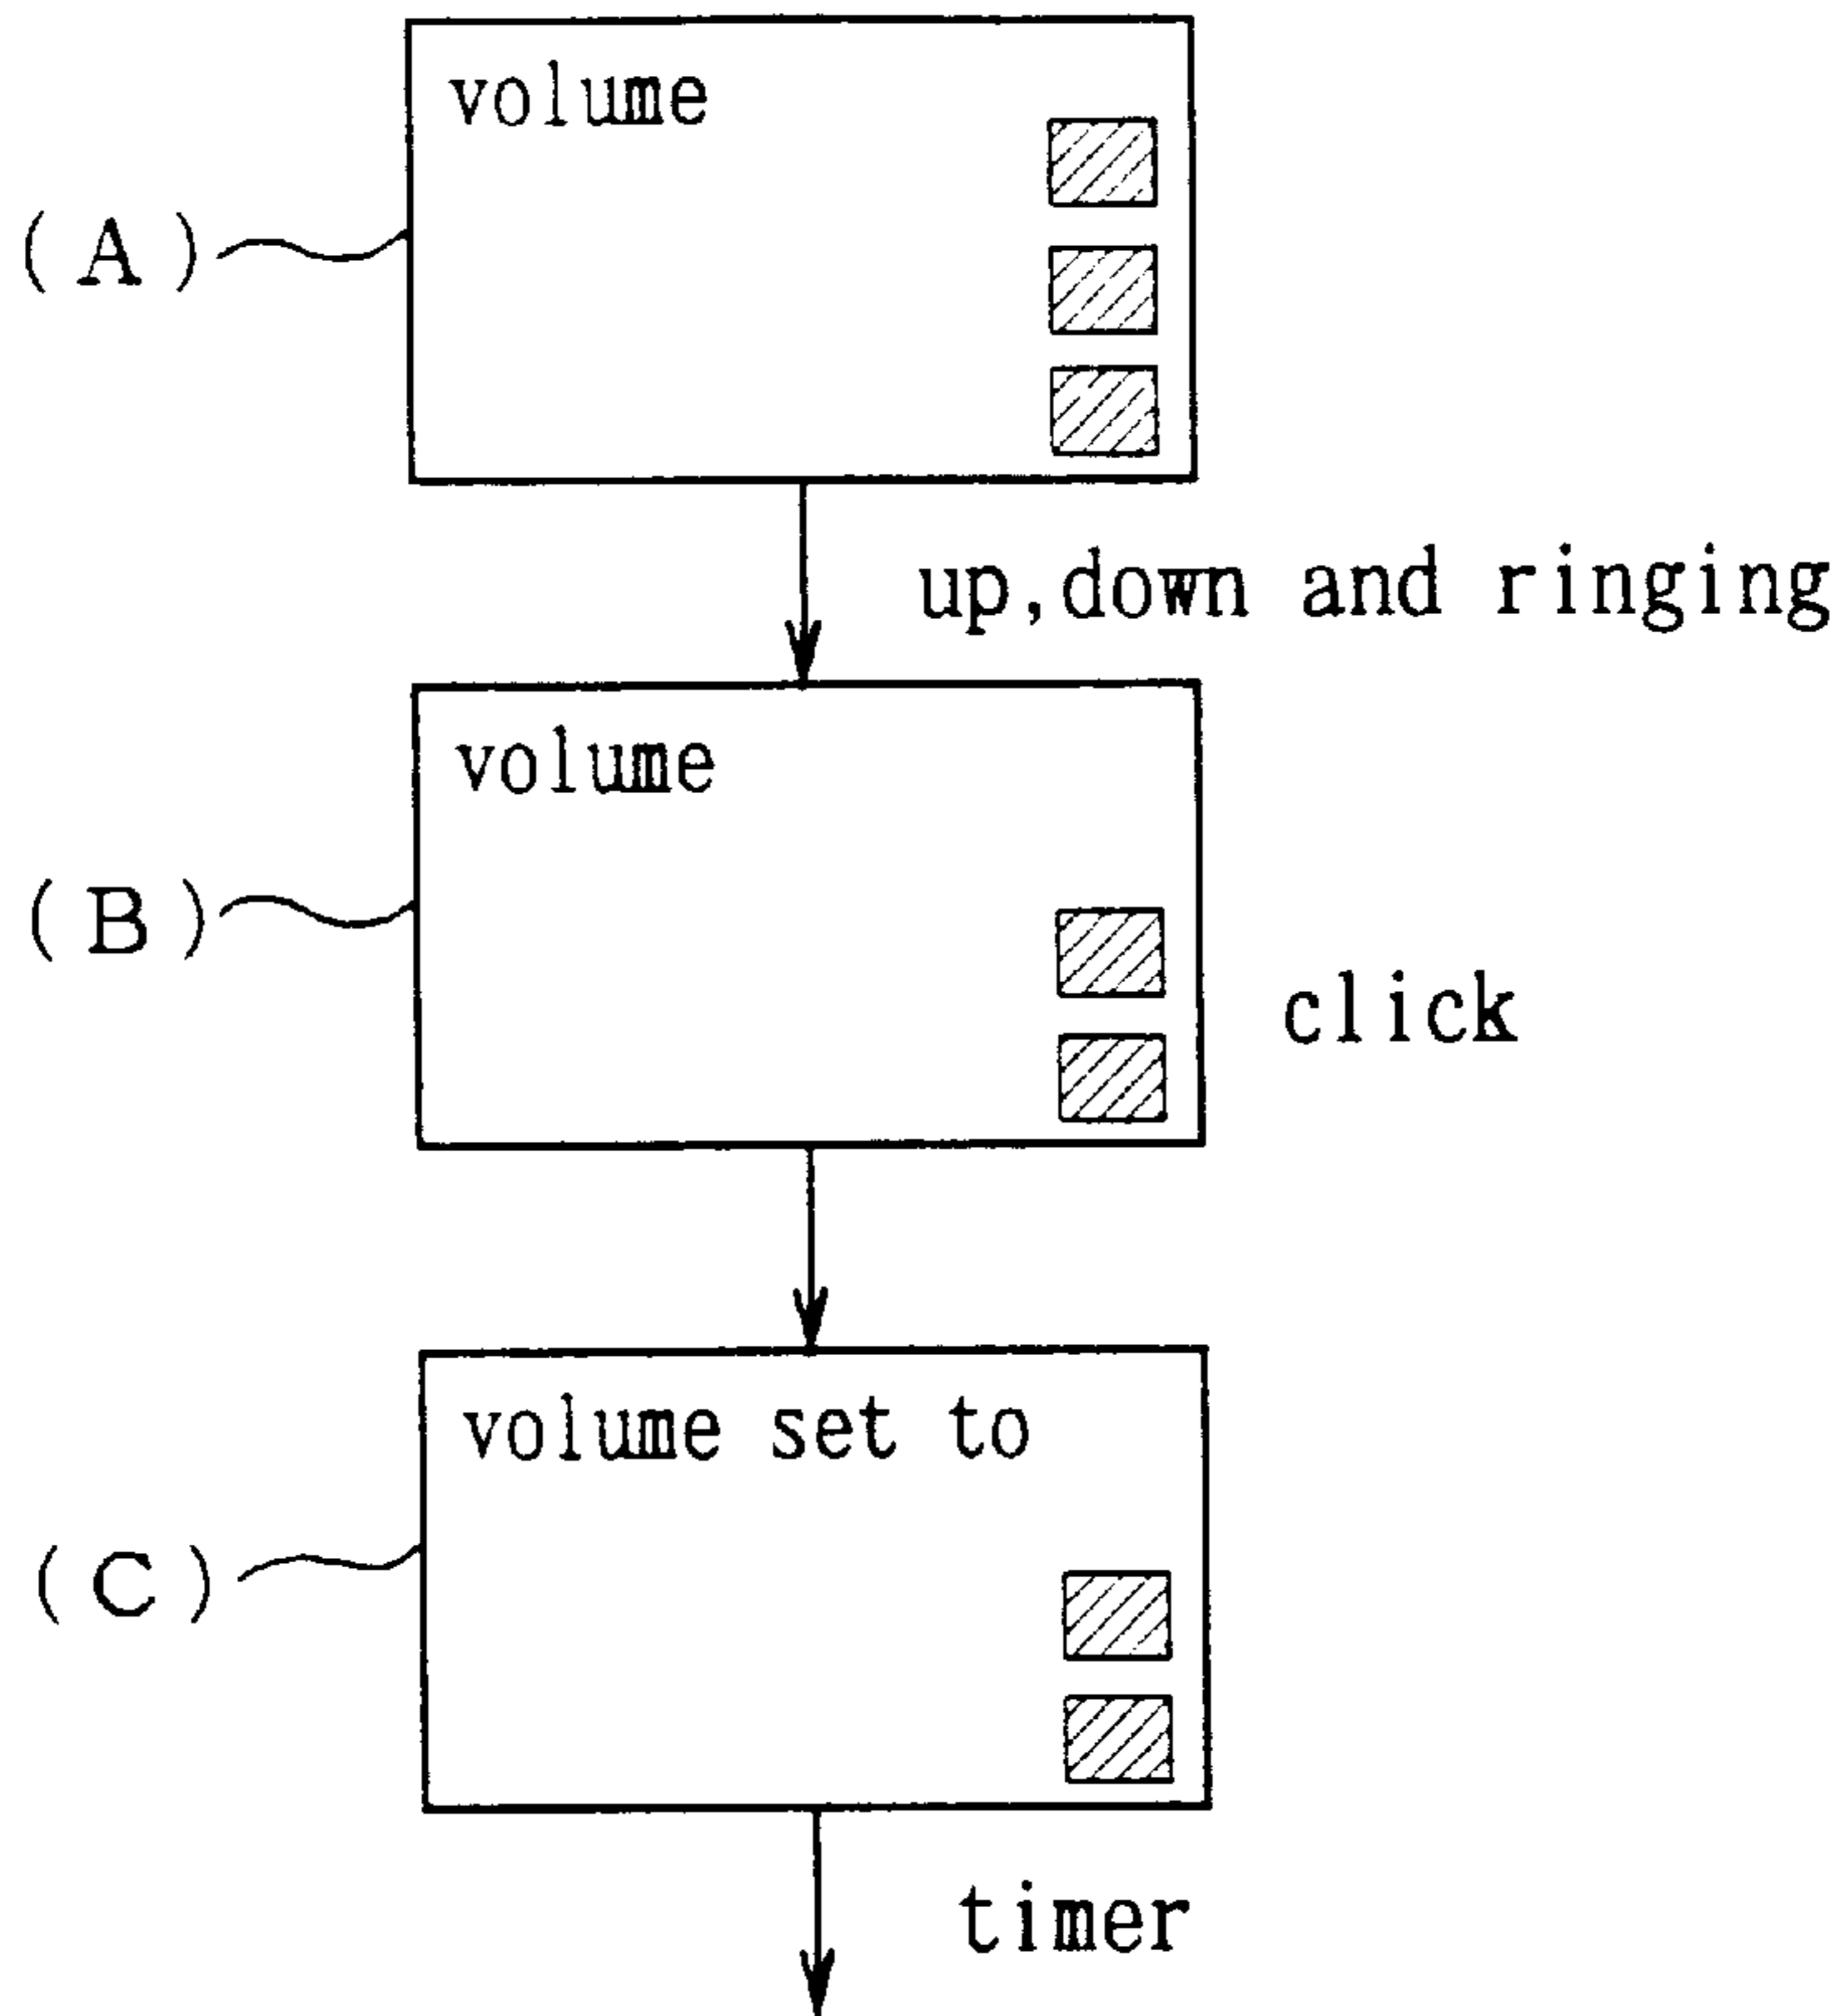 volume
(A)
up,down and ringing
volume
(B)
click
volume set to
(C)
timer